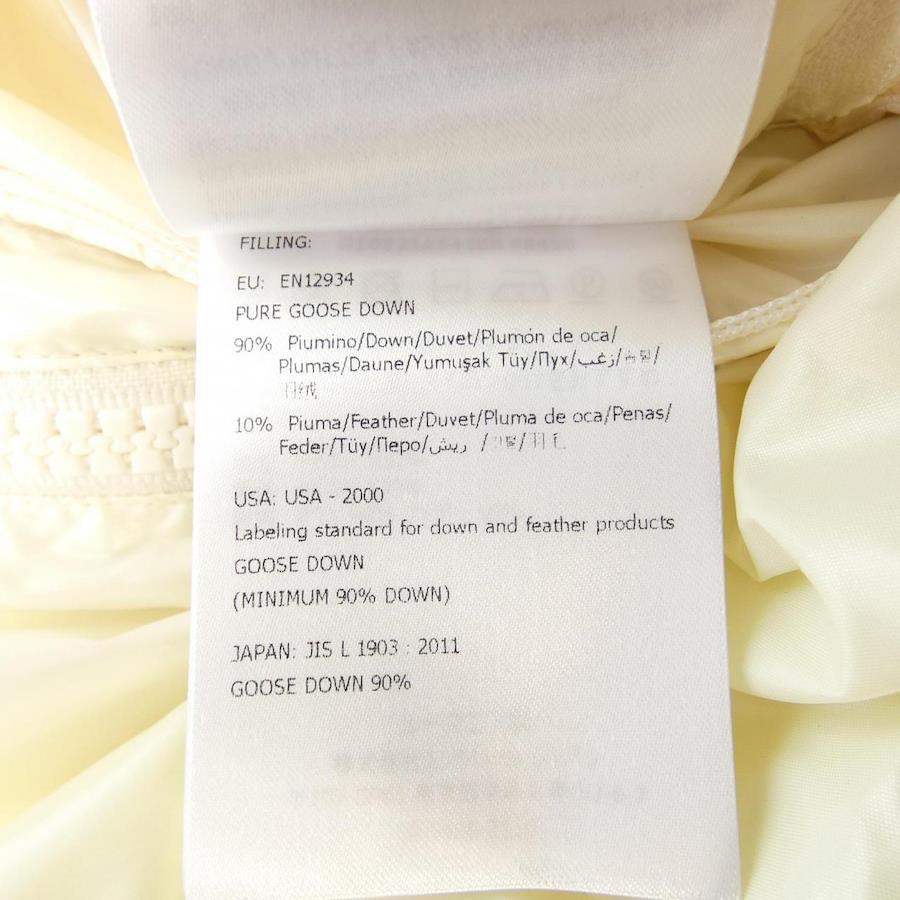 FILLING:
EU: EN12934
PURE GOOSE DOWN
90% Piumino/Down/Duvet/Plumón de oca/
Plumas/Daune/Yumuşak Tüy/Пух/زغب/
羽绒
10% Piuma/Feather/Duvet/Pluma de oca/Penas/
Feder/Tüy/Перо/ريش /
USA: USA - 2000
Labeling standard for down and feather products
GOOSE DOWN
(MINIMUM 90% DOWN)
JAPAN: JIS L 1903 : 2011
GOOSE DOWN 90%